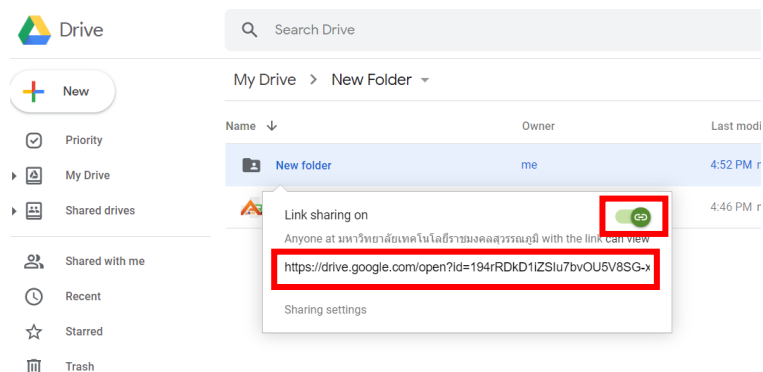 Drive
Search Drive
My Drive > New Folder
New
Name Owner Last modi
Priority
New folder me 4:52 PM
My Drive
4:46 PM
Shared drives
Link sharing on
Anyone at มหาวิทยาลัยเทคโนโลยีราชมงคลสุวรรณภูมิ with the link can view
https://drive.google.com/open?id=194rRDkD1iZSIu7bvOU5V8SG-x
Sharing settings
Shared with me
Recent
Starred
Trash